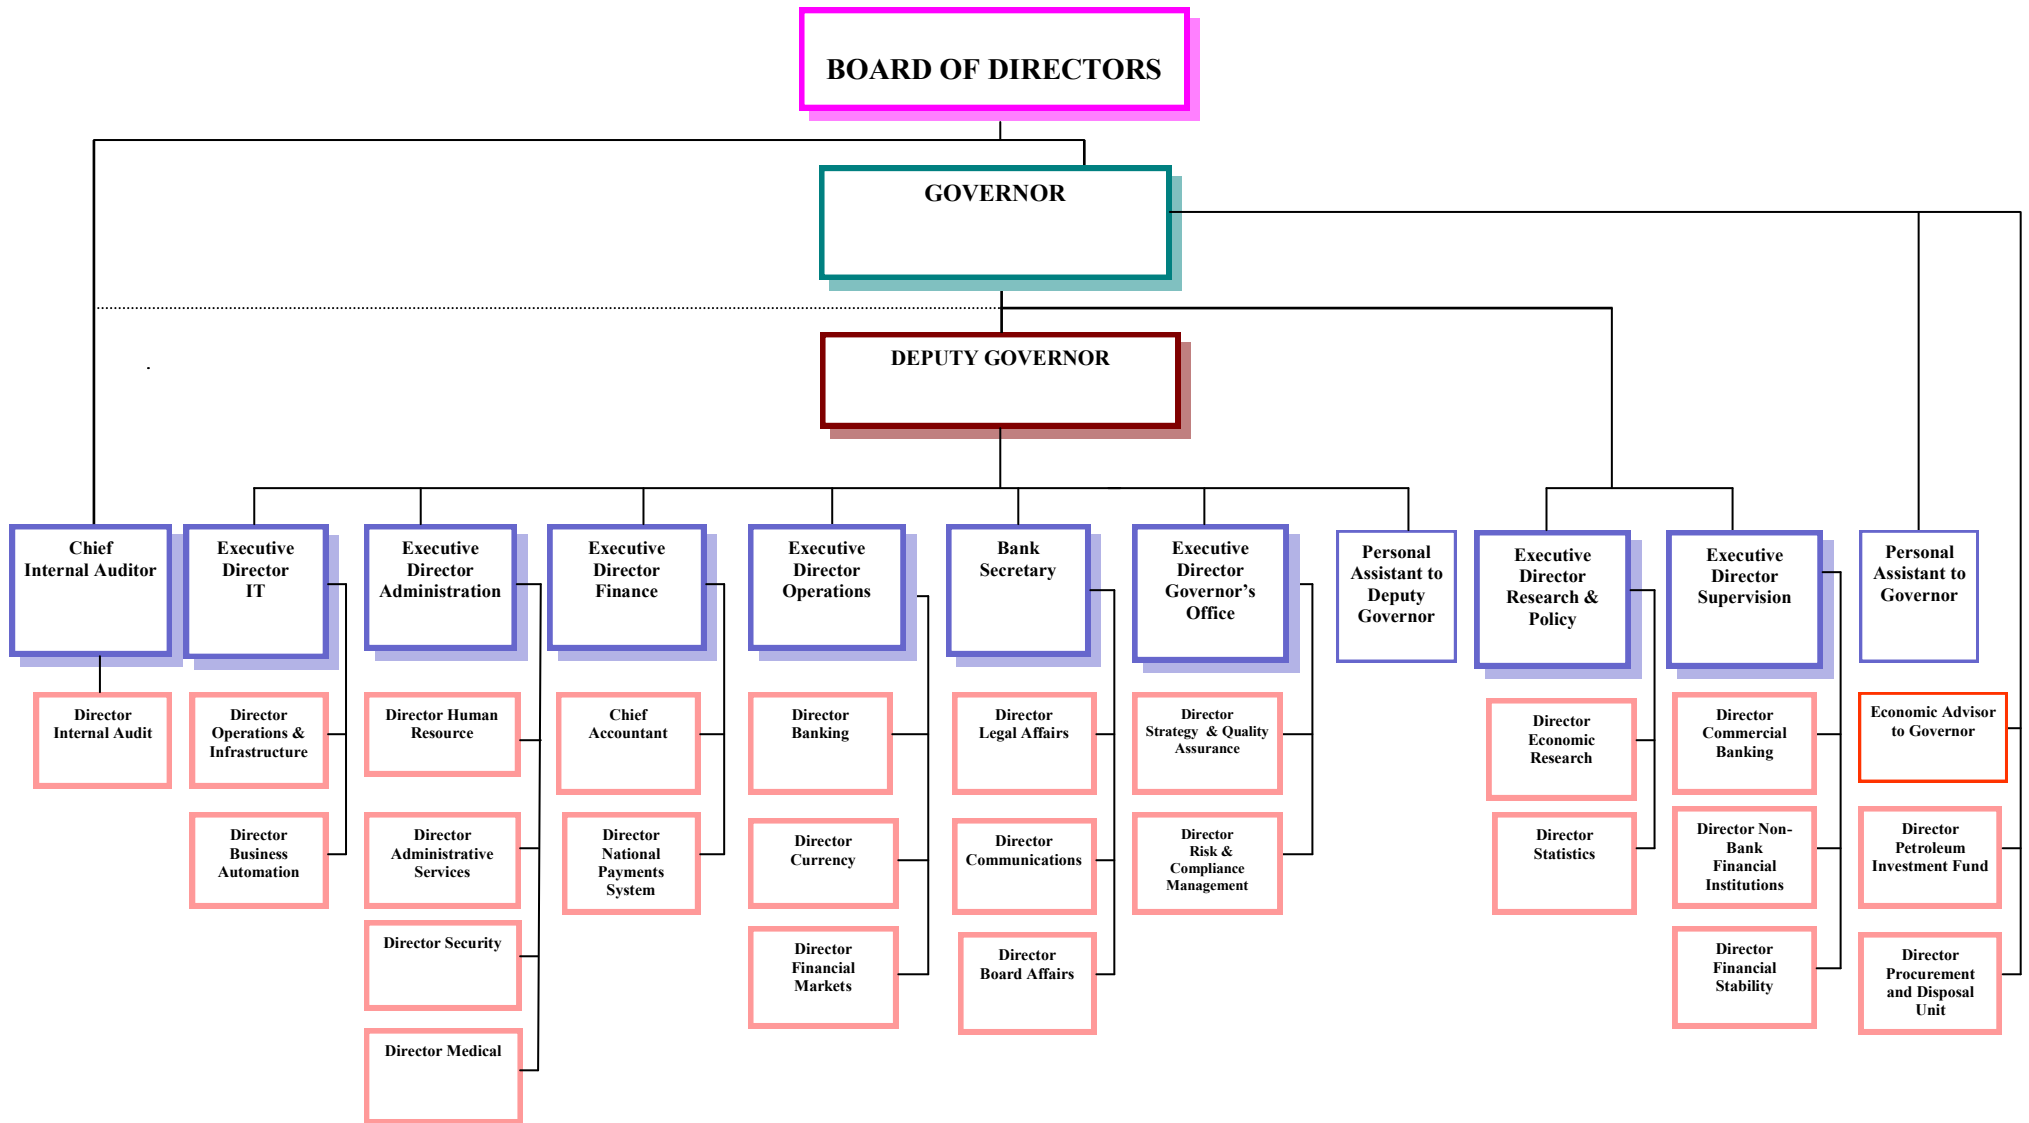 BOARD OF DIRECTORS
GOVERNOR
DEPUTY GOVERNOR
Chief
Internal Auditor
Executive
Director
IT
Executive
Director
Administration
Executive
Director
Finance
Executive
Director
Operations
Bank
Secretary
Executive
Director
Governor’s
Office
Personal
Assistant to
Deputy
Governor
Executive
Director
Research &
Policy
Executive
Director
Supervision
Personal
Assistant to
Governor
Director
Internal Audit
Director
Operations &
Infrastructure
Director Human
Resource
Chief
Accountant
Director
Banking
Director
Legal Affairs
Director
Strategy & Quality
Assurance
Director
Economic
Research
Director
Commercial
Banking
Economic Advisor
to Governor
Director
Business
Automation
Director
Administrative
Services
Director
National
Payments
System
Director
Currency
Director
Communications
Director
Risk &
Compliance
Management
Director
Statistics
Director Non-
Bank
Financial
Institutions
Director
Petroleum
Investment Fund
Director Security
Director
Financial
Markets
Director
Board Affairs
Director
Financial
Stability
Director
Procurement
and Disposal
Unit
Director Medical